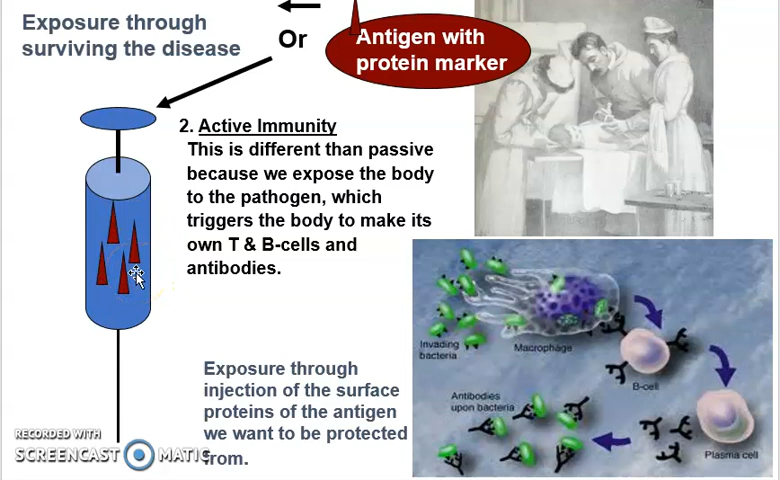 Exposure through
surviving the disease
Or
Antigen with
protein marker
2. Active Immunity
This is different than passive
because we expose the body
to the pathogen, which
triggers the body to make its
own T & B-cells and
antibodies.
Invading
bacteria
Macrophage
B-cell
Antibodies
upon bacteria
Plasma cell
Exposure through
injection of the surface
proteins of the antigen
we want to be protected
from.
RECORDED WITH
SCREENCAST MATIC